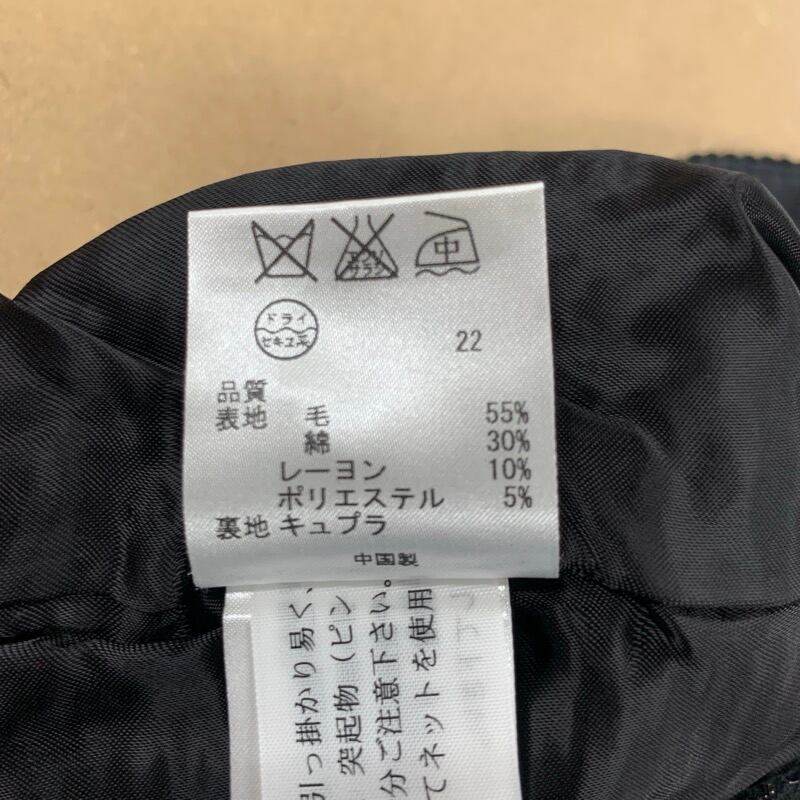 中
ドライ
セキユ系
22
品質
表地 毛 55%
綿 30%
レーヨン 10%
ポリエステル 5%
裏地 キュプラ
中国製
引っ掛かり易く、
突起物（ピン
分ご注意下さい。
てネットを使用